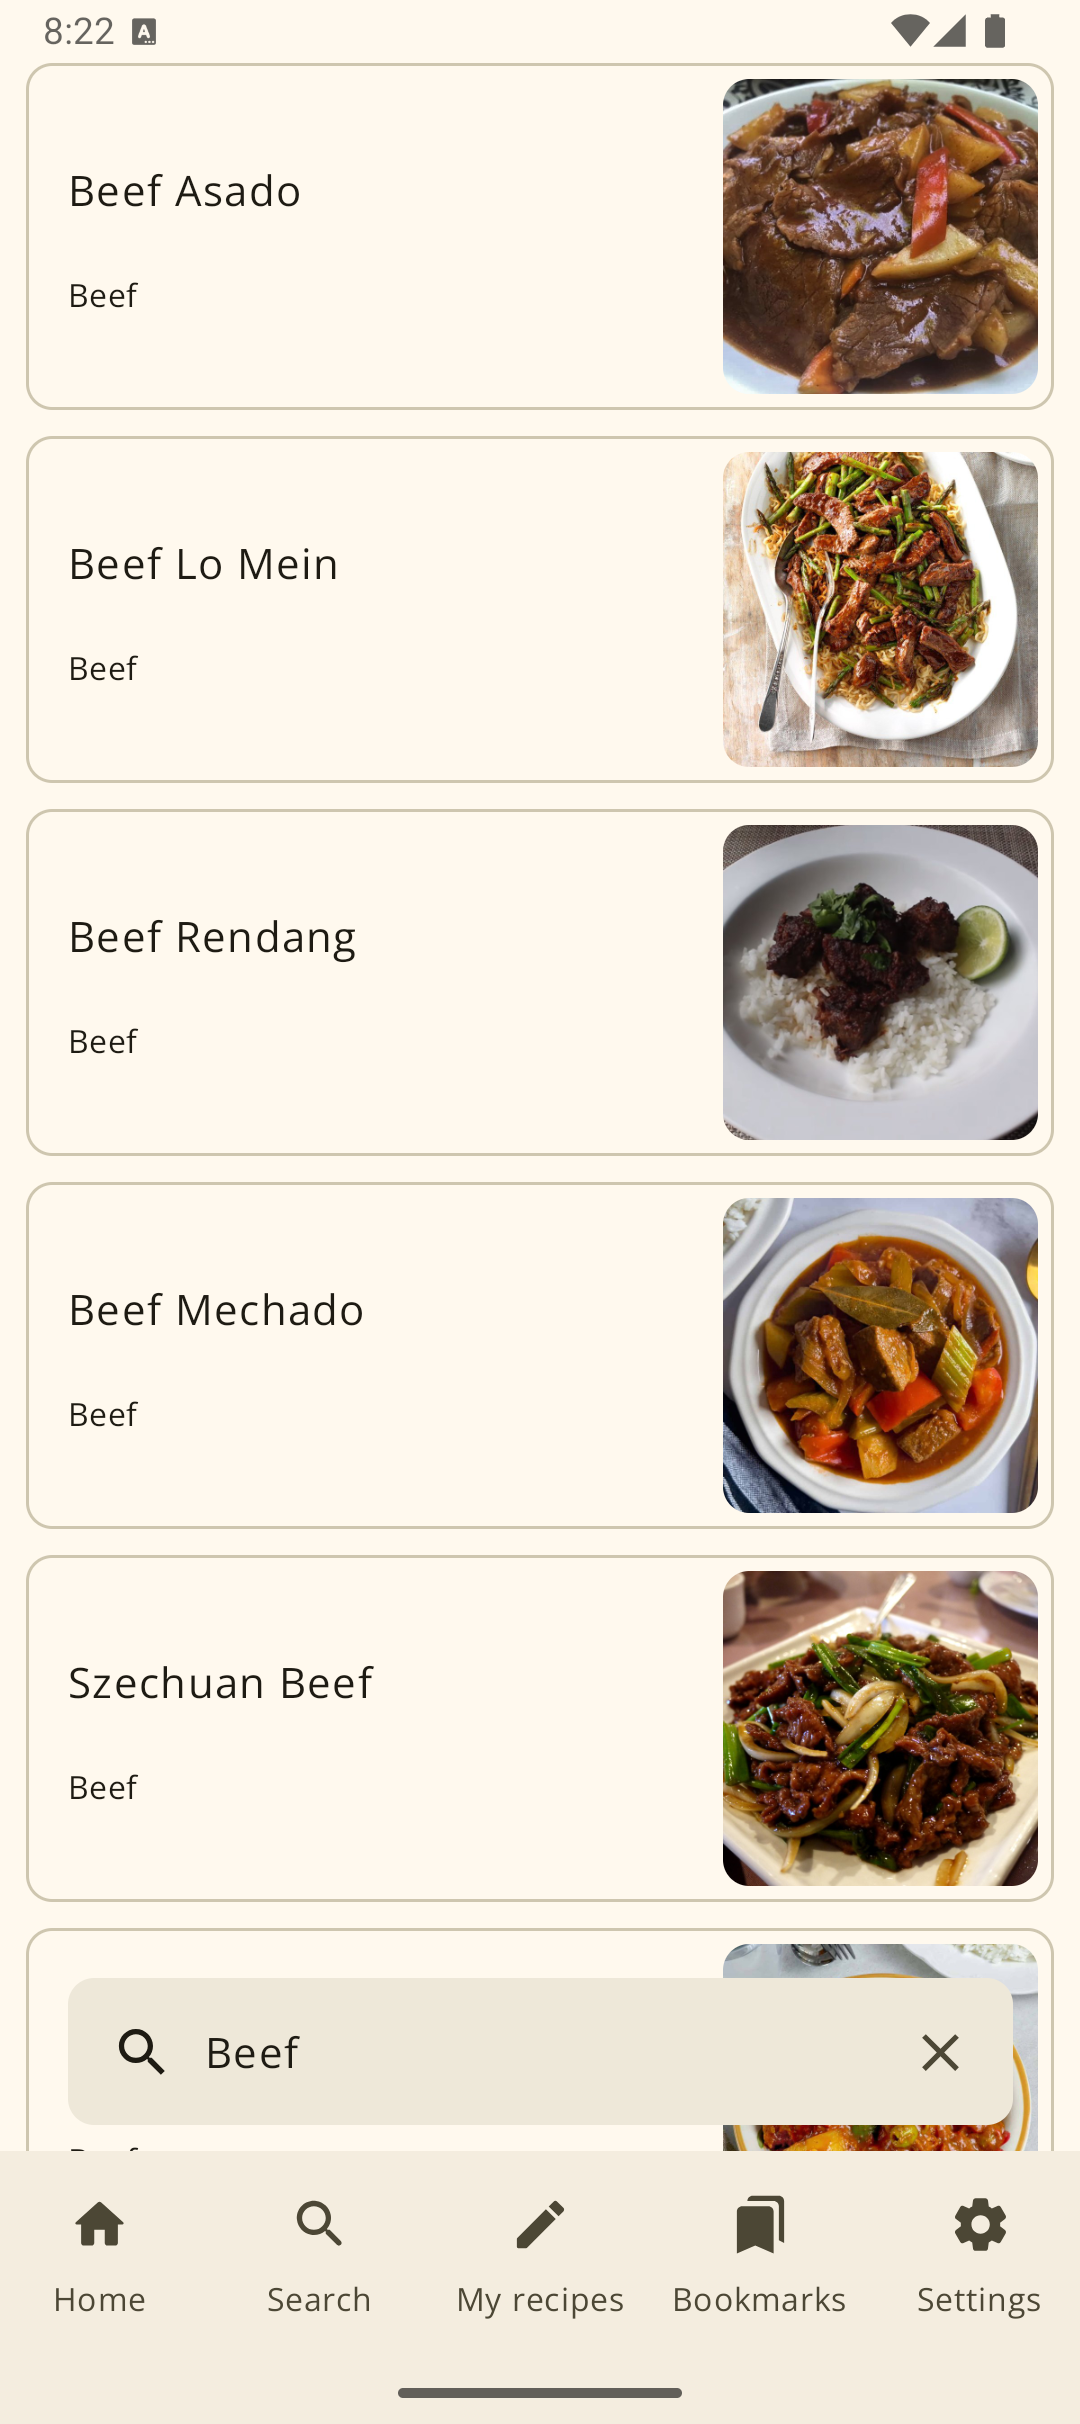 8:22
Beef Asado
Beef
Beef Lo Mein
Beef
Beef Rendang
Beef
Beef Mechado
Beef
Szechuan Beef
Beef
Beef
Home
Search
My recipes
Bookmarks
Settings